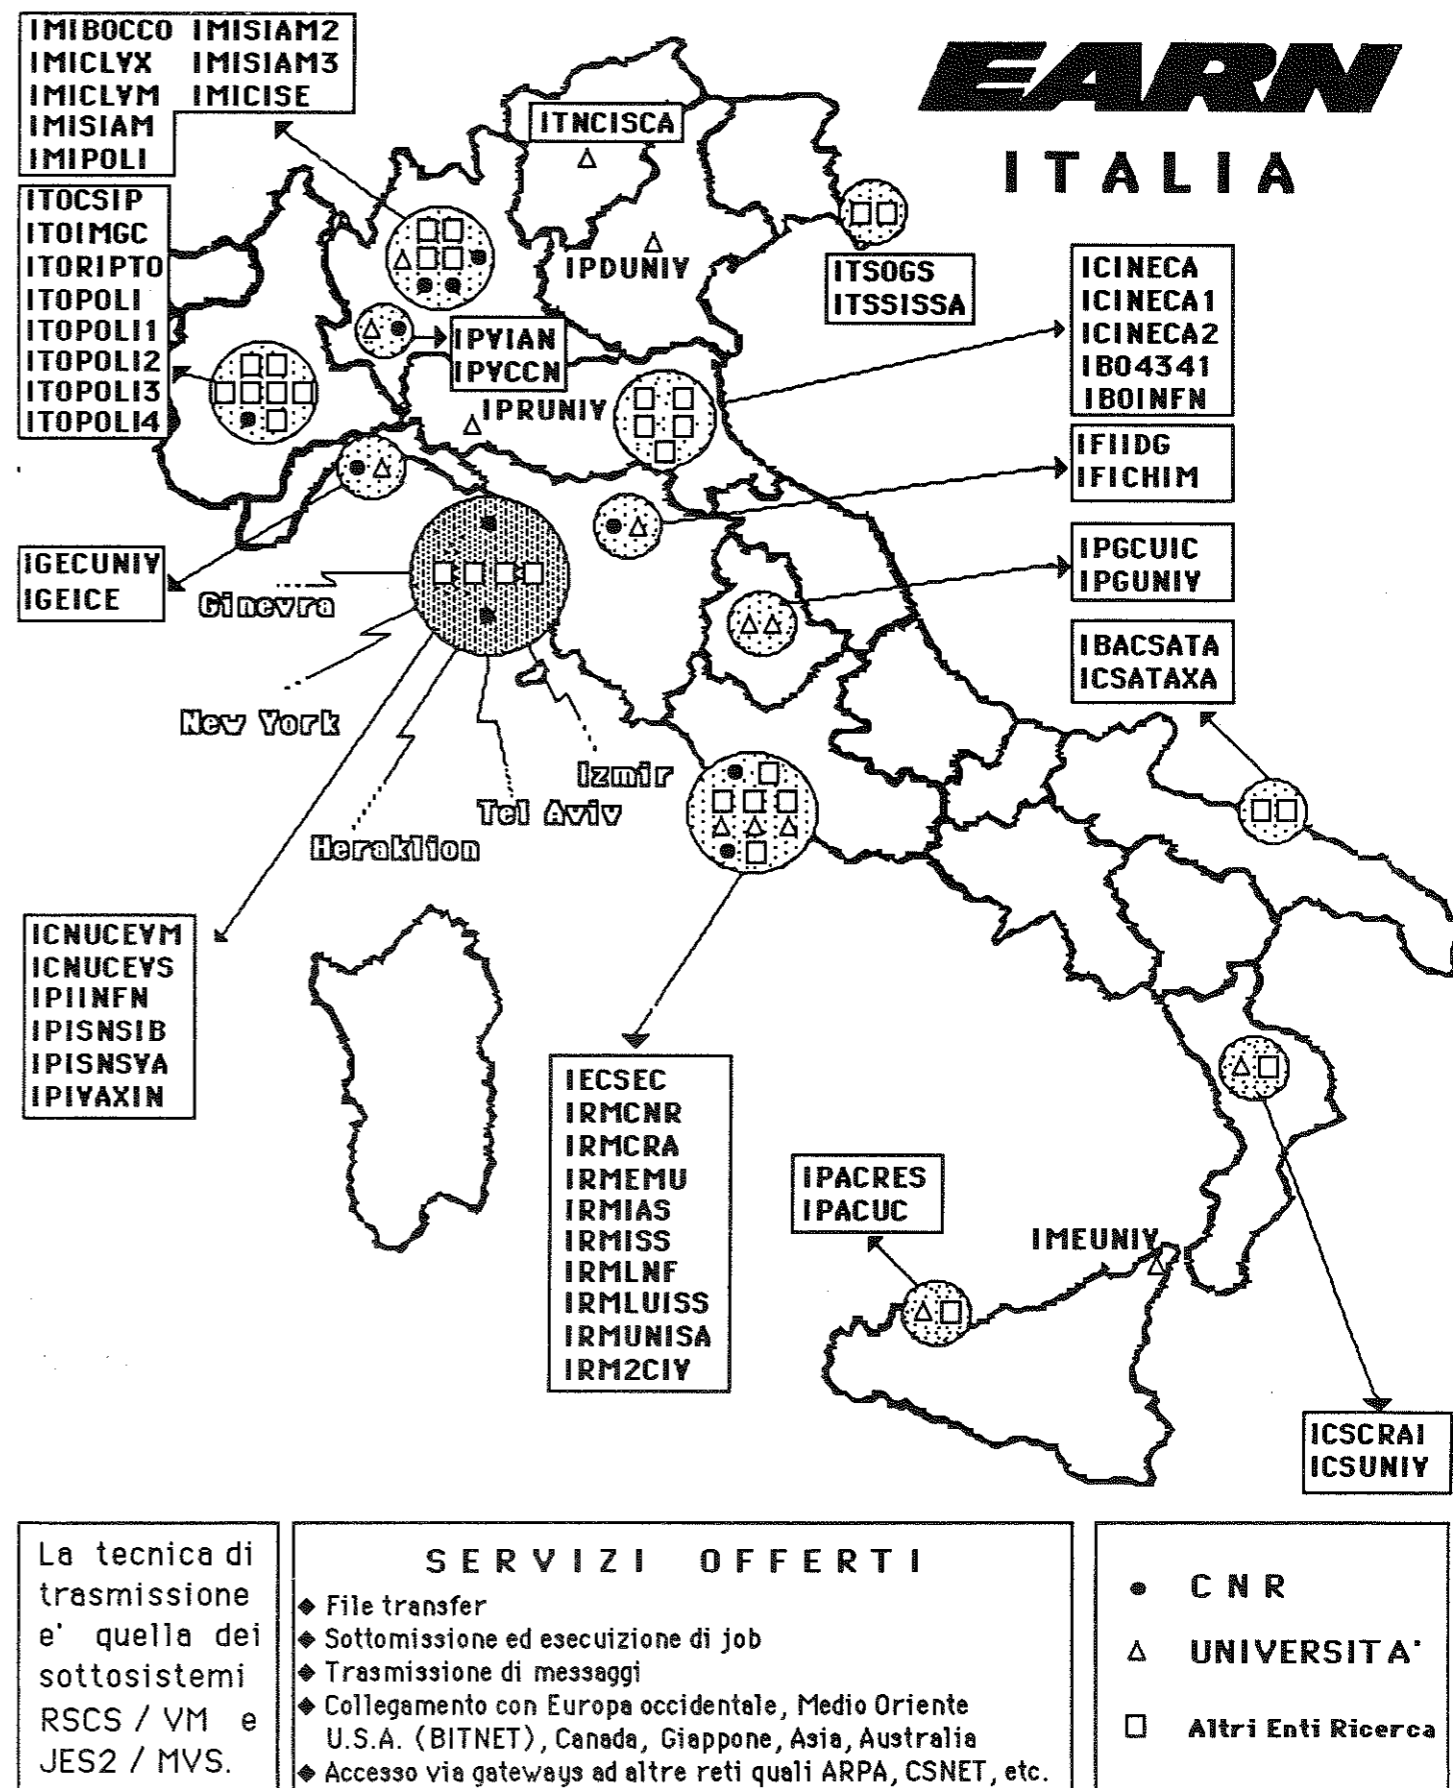 EARN
ITALIA
IMIBOCCO IMISIAM2
IMICLVX IMISIAM3
IMICLVM IMICISE
IMISIAM
IMIPOLI
ITNCISCA
ITOCSIP
ITOIMGC
ITORIPTO
ITOPOLI
ITOPOLI1
ITOPOLI2
ITOPOLI3
ITOPOLI4
IPDUNIV
ITSOGS
ITSSISSA
ICINECA
ICINECA1
ICINECA2
IBO4341
IBOINFN
IPVIAN
IPVCCN
IPRUNIV
IFIIDG
IFICHIM
IGECUNIV
IGEICE
IPGCUIC
IPGUNIV
IBACSATA
ICSATAXA
Ginevra
New York
Izmir
Tel Aviv
Heraklion
ICNUCEVM
ICNUCEVS
IPIINFN
IPISNSIB
IPISNSVA
IPIVAXIN
IECSEC
IRMCNR
IRMCRA
IRMEMU
IRMIAS
IRMISS
IRMLNF
IRMLUISS
IRMUNISA
IRM2CIV
IPACRES
IPACUC
IMEUNIV
ICSCRAI
ICSUNIV
La tecnica di
trasmissione
e' quella dei
sottosistemi
RSCS / VM e
JES2 / MVS.
SERVIZI OFFERTI
◆ File transfer
◆ Sottomissione ed esecuizione di job
◆ Trasmissione di messaggi
◆ Collegamento con Europa occidentale, Medio Oriente
U.S.A. (BITNET), Canada, Giappone, Asia, Australia
◆ Accesso via gateways ad altre reti quali ARPA, CSNET, etc.
● CNR
△ UNIVERSITA'
□ Altri Enti Ricerca